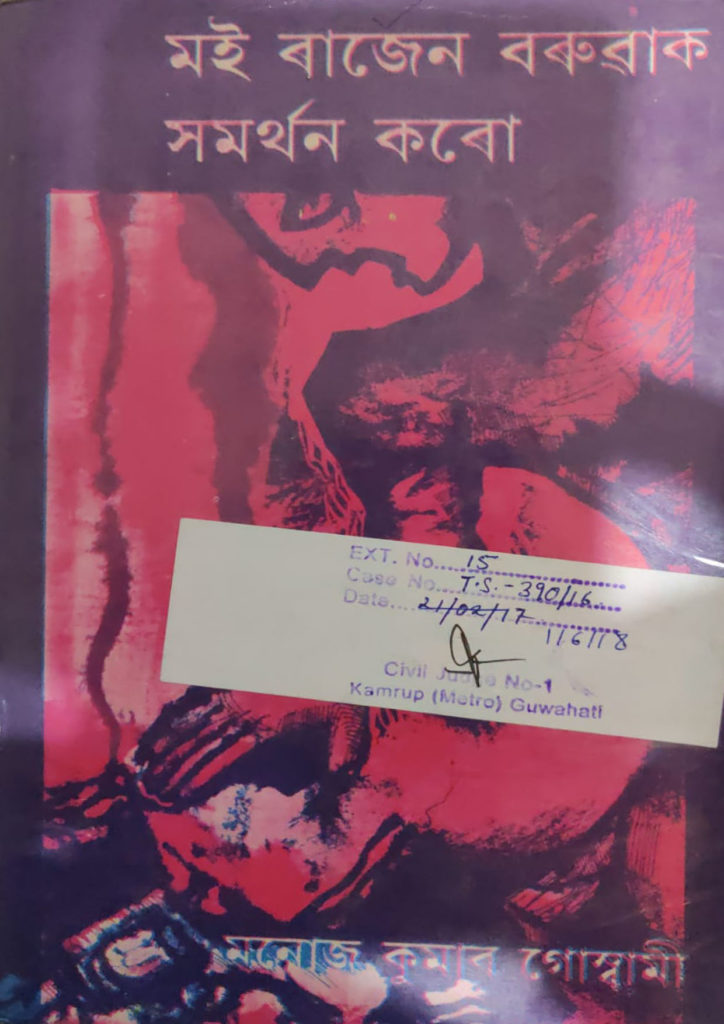 মই ৰাজেন বৰুৱাক
সমৰ্থন কৰো
EXT. No....15
Case No...T.S.-390/16
Date....21/02/17
1/6/18
Civil Judge No-1
Kamrup (Metro) Guwahati
মনোজ কুমাৰ গোস্বামী